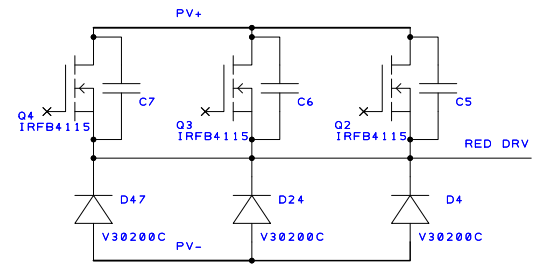 PV+
Q4
IRFB4115
C7
Q3
IRFB4115
C6
Q2
IRFB4115
C5
RED DRV
D47
V30200C
D24
V30200C
D4
V30200C
PV-